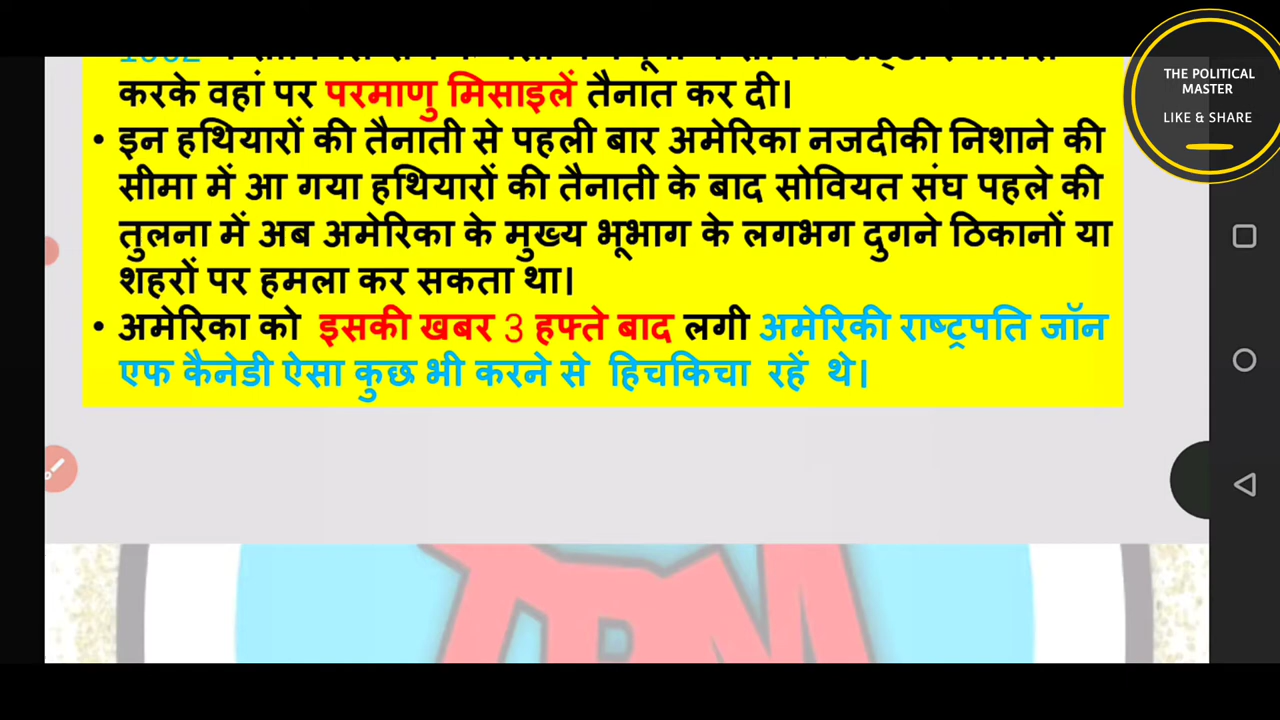 करके वहां पर परमाणु मिसाइलें तैनात कर दी।
• इन हथियारों की तैनाती से पहली बार अमेरिका नजदीकी निशाने की
सीमा में आ गया हथियारों की तैनाती के बाद सोवियत संघ पहले की
तुलना में अब अमेरिका के मुख्य भूभाग के लगभग दुगने ठिकानों या
शहरों पर हमला कर सकता था।
• अमेरिका को इसकी खबर 3 हफ्ते बाद लगी अमेरिकी राष्ट्रपति जॉन
एफ कैनेडी ऐसा कुछ भी करने से हिचकिचा रहें थे।
THE POLITICAL
MASTER
LIKE & SHARE
TPM